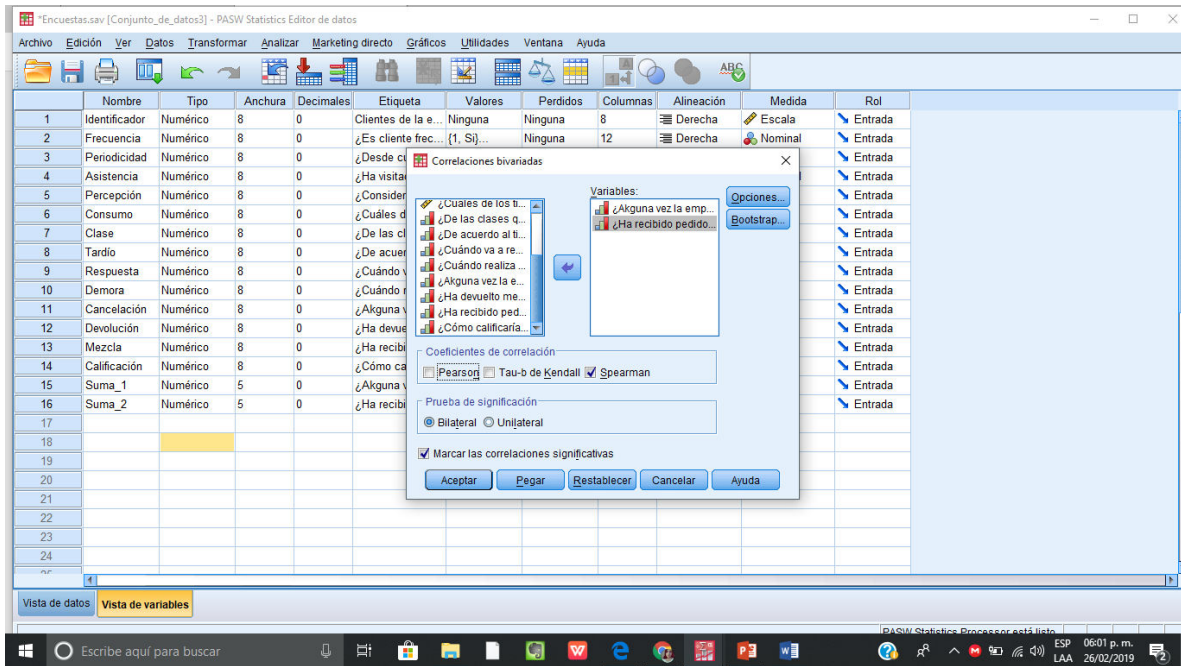 *Encuestas.sav [Conjunto_de_datos3] - PASW Statistics Editor de datos
Archivo Edición Ver Datos Transformar Analizar Marketing directo Gráficos Utilidades Ventana Ayuda
Nombre Tipo Anchura Decimales Etiqueta Valores Perdidos Columnas Alineación Medida Rol
1 Identificador Numérico 8 0 Clientes de la e... Ninguna Ninguna 8 Derecha Escala Entrada
2 Frecuencia Numérico 8 0 ¿Es cliente frec... {1, Si}... Ninguna 12 Derecha Nominal Entrada
3 Periodicidad Numérico 8 0 ¿Desde Entrada
4 Asistencia Numérico 8 0 ¿Ha visita Entrada
5 Percepción Numérico 8 0 ¿Consider Entrada
6 Consumo Numérico 8 0 ¿Cuáles d Entrada
7 Clase Numérico 8 0 ¿De las cl Entrada
8 Tardío Numérico 8 0 ¿De acuer Entrada
9 Respuesta Numérico 8 0 ¿Cuándo v Entrada
10 Demora Numérico 8 0 ¿Cuándo r Entrada
11 Cancelación Numérico 8 0 ¿Akguna v Entrada
12 Devolución Numérico 8 0 ¿Ha devue Entrada
13 Mezcla Numérico 8 0 ¿Ha recibi Entrada
14 Calificación Numérico 8 0 ¿Cómo ca Entrada
15 Suma_1 Numérico 5 0 ¿Akguna v Entrada
16 Suma_2 Numérico 5 0 ¿Ha recibi Entrada
17
18
19
20
21
22
23
24
Correlaciones bivariadas
¿Cuáles de los ti...
¿De las clases q...
¿De acuerdo al ti...
¿Cuándo va a re...
¿Cuándo realiza ...
¿Akguna vez la e...
¿Ha devuelto me...
¿Ha recibido ped...
¿Cómo calificaría...
Variables:
¿Akguna vez la emp...
¿Ha recibido pedido...
Opciones...
Bootstrap...
Coeficientes de correlación
Pearson Tau-b de Kendall Spearman
Prueba de significación
Bilateral Unilateral
Marcar las correlaciones significativas
Aceptar Pegar Restablecer Cancelar Ayuda
Vista de datos Vista de variables
PASW Statistics Processor está listo
Escribe aquí para buscar
ESP 06:01 p. m.
LAA 26/02/2019